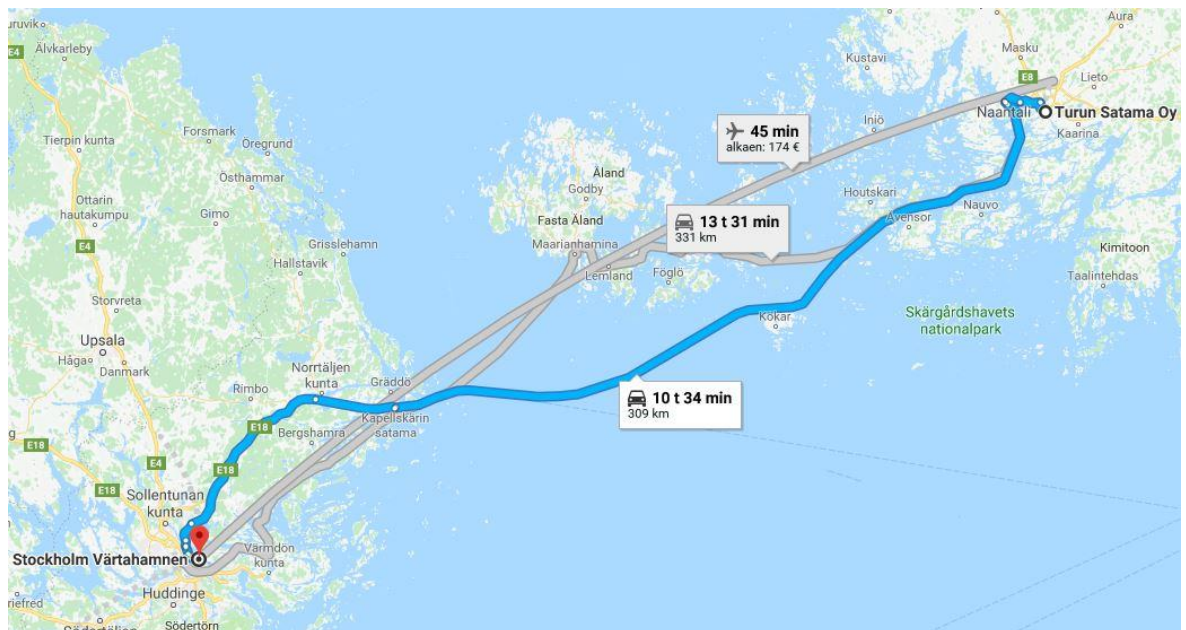 E4
Älvkarleby
Tierpin kunta
Forsmark
Öregrund
Östhammar
Ottarin
hautakumpu
Gimo
E4
Grisslehamn
Hallstavik
Storvreta
Upsala
Håga
Danmark
Rimbo
Norrtäljen
kunta
Gräddö
Kapellskärin
satama
E18
Bergshamra
E18
E4
E18
E18
Sollentunan
kunta
Stockholm Värtahamnen
Värmdön
kunta
Huddinge
Södertörn
Åland
Godby
Fasta Åland
Maarianhamina
Lemland
Föglö
Kökar
45 min
alkaen: 174 €
13 t 31 min
331 km
10 t 34 min
309 km
Kustavi
Iniö
Houtskari
Avensor
Nauvo
Masku
Aura
E8
Lieto
Naantali
Turun Satama Oy
Kaarina
Kimitoon
Taalintehdas
Skärgårdshavets
nationalpark